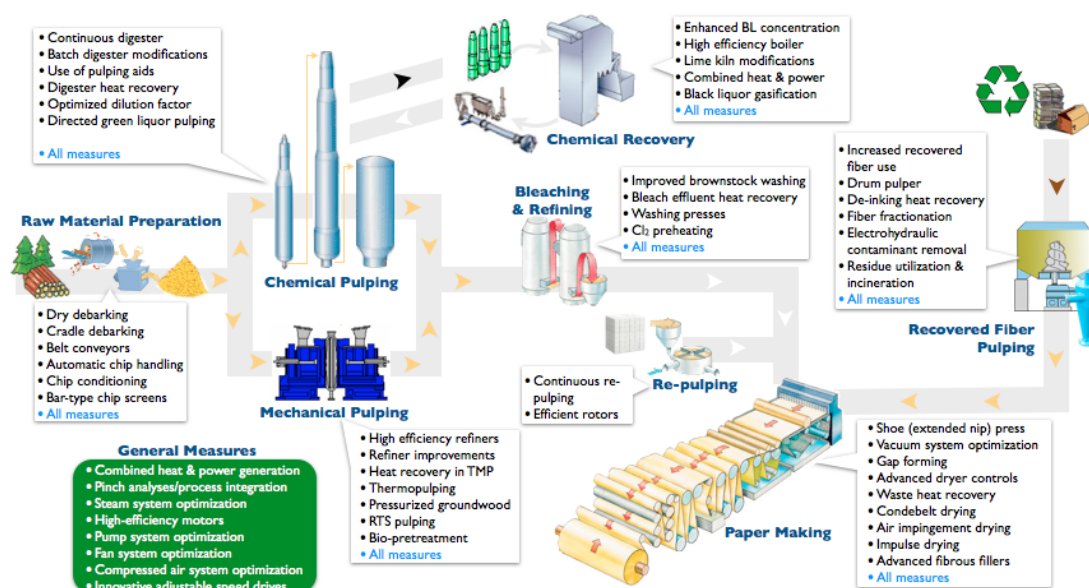 • Continuous digester
• Batch digester modifications
• Use of pulping aids
• Digester heat recovery
• Optimized dilution factor
• Directed green liquor pulping
• All measures
• Enhanced BL concentration
• High efficiency boiler
• Lime kiln modifications
• Combined heat & power
• Black liquor gasification
• All measures
Chemical Recovery
• Increased recovered
fiber use
• Drum pulper
• De-inking heat recovery
• Fiber fractionation
• Electrohydraulic
contaminant removal
• Residue utilization &
incineration
• All measures
Recovered Fiber
Pulping
Raw Material Preparation
• Dry debarking
• Cradle debarking
• Belt conveyors
• Automatic chip handling
• Chip conditioning
• Bar-type chip screens
• All measures
Chemical Pulping
Bleaching
& Refining
• Improved brownstock washing
• Bleach effluent heat recovery
• Washing presses
• Cl₂ preheating
• All measures
Mechanical Pulping
• High efficiency refiners
• Refiner improvements
• Heat recovery in TMP
• Thermopulping
• Pressurized groundwood
• RTS pulping
• Bio-pretreatment
• All measures
Re-pulping
• Continuous re-
pulping
• Efficient rotors
Paper Making
• Shoe (extended nip) press
• Vacuum system optimization
• Gap forming
• Advanced dryer controls
• Waste heat recovery
• Condebelt drying
• Air impingement drying
• Impulse drying
• Advanced fibrous fillers
• All measures
General Measures
• Combined heat & power generation
• Pinch analyses/process integration
• Steam system optimization
• High-efficiency motors
• Pump system optimization
• Fan system optimization
• Compressed air system optimization
• Innovative adjustable speed drives